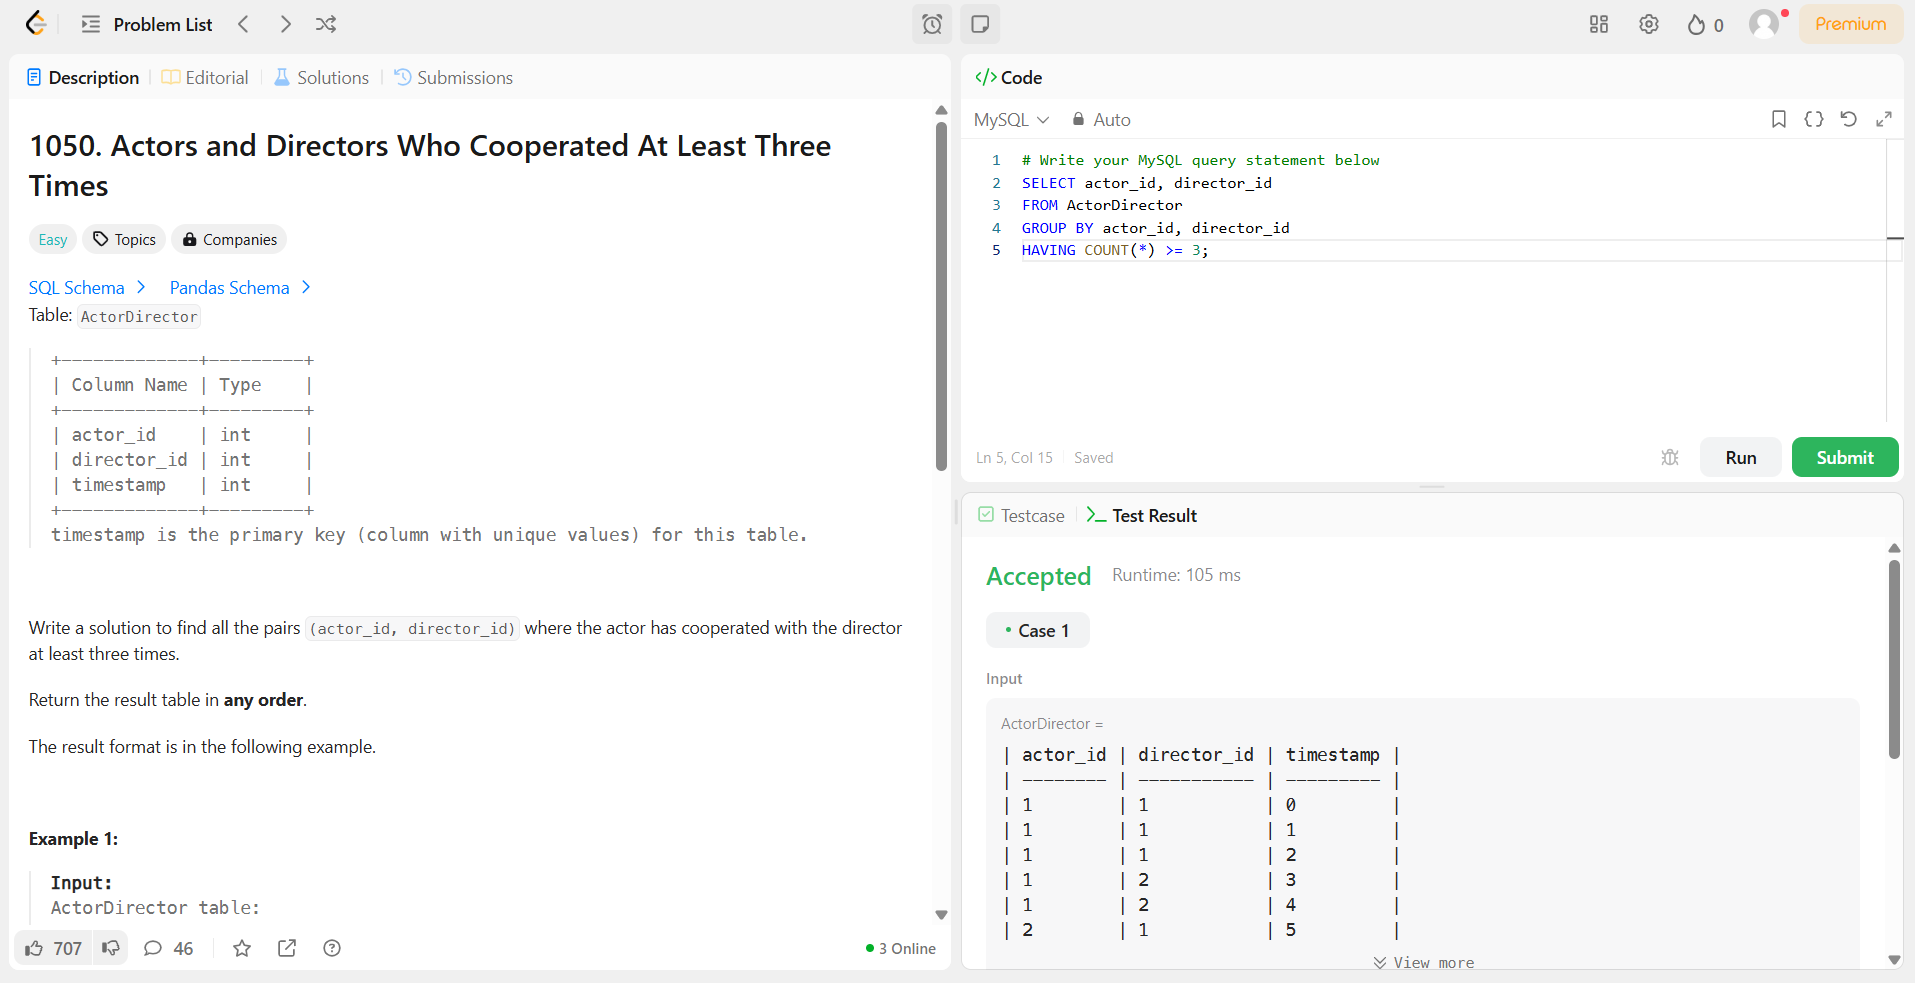 Problem List
0
Premium
Description
Editorial
Solutions
Submissions
1050. Actors and Directors Who Cooperated At Least Three
Times
Easy
Topics
Companies
SQL Schema
Pandas Schema
Table: ActorDirector
+-------------+---------+
| Column Name | Type    |
+-------------+---------+
| actor_id    | int     |
| director_id | int     |
| timestamp   | int     |
+-------------+---------+
timestamp is the primary key (column with unique values) for this table.
Write a solution to find all the pairs (actor_id, director_id) where the actor has cooperated with the director
at least three times.
Return the result table in any order.
The result format is in the following example.
Example 1:
Input:
ActorDirector table:
707
46
3 Online
</> Code
MySQL
Auto
1 # Write your MySQL query statement below
2 SELECT actor_id, director_id
3 FROM ActorDirector
4 GROUP BY actor_id, director_id
5 HAVING COUNT(*) >= 3;
Ln 5, Col 15
Saved
Run
Submit
Testcase
Test Result
Accepted
Runtime: 105 ms
Case 1
Input
ActorDirector =
| actor_id | director_id | timestamp |
| -------- | ----------- | --------- |
| 1        | 1           | 0         |
| 1        | 1           | 1         |
| 1        | 1           | 2         |
| 1        | 2           | 3         |
| 1        | 2           | 4         |
| 2        | 1           | 5         |
View more